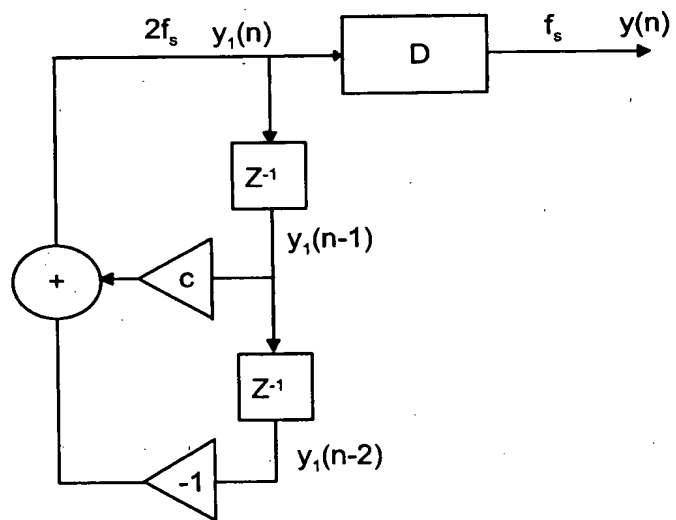 2fₛ y₁(n) D fₛ y(n)
Z⁻¹
y₁(n-1)
+ c
Z⁻¹
y₁(n-2)
-1